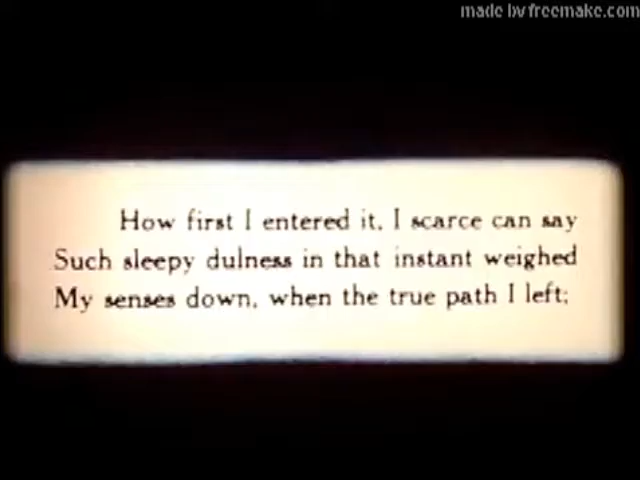 made by freemake.com
How first I entered it, I scarce can say
Such sleepy dulness in that instant weighed
My senses down, when the true path I left;